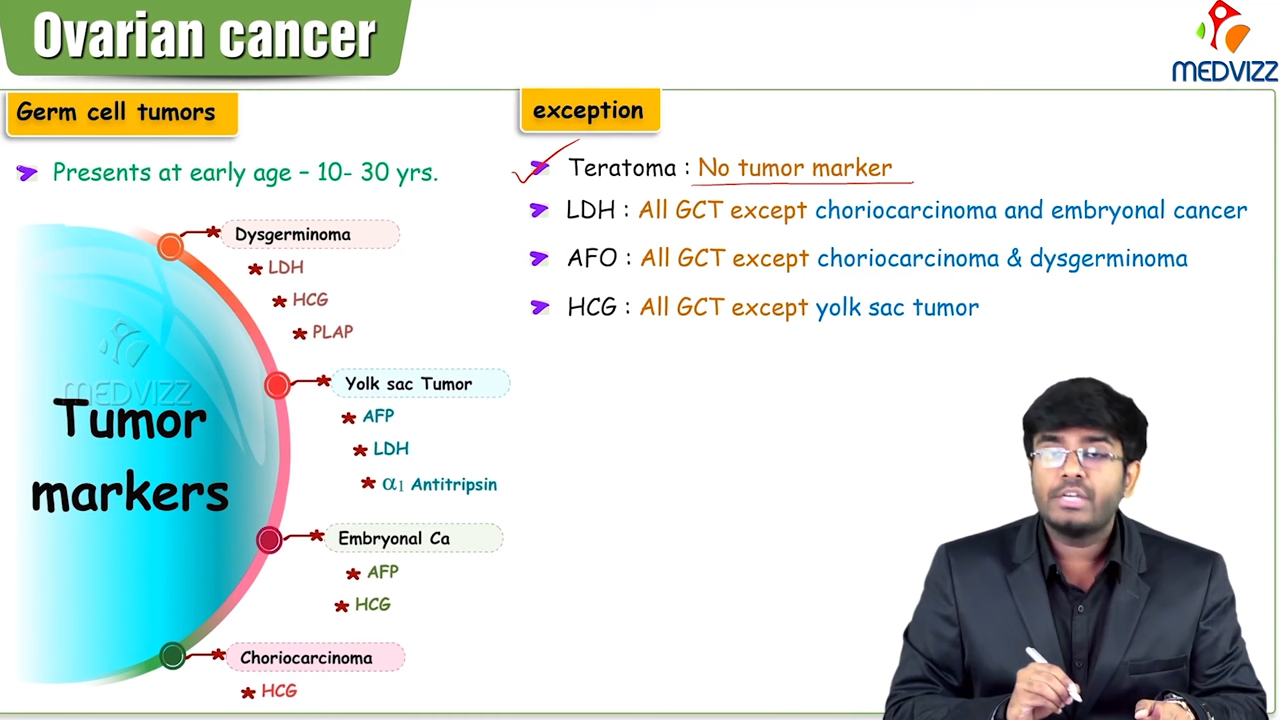 Ovarian cancer
MEDVIZZ
Germ cell tumors
Presents at early age – 10- 30 yrs.
Tumor
markers
MEDVIZZ
Dysgerminoma
* LDH
* HCG
* PLAP
Yolk sac Tumor
* AFP
* LDH
* α₁ Antitripsin
Embryonal Ca
* AFP
* HCG
Choriocarcinoma
* HCG
exception
Teratoma : No tumor marker
LDH : All GCT except choriocarcinoma and embryonal cancer
AFO : All GCT except choriocarcinoma & dysgerminoma
HCG : All GCT except yolk sac tumor